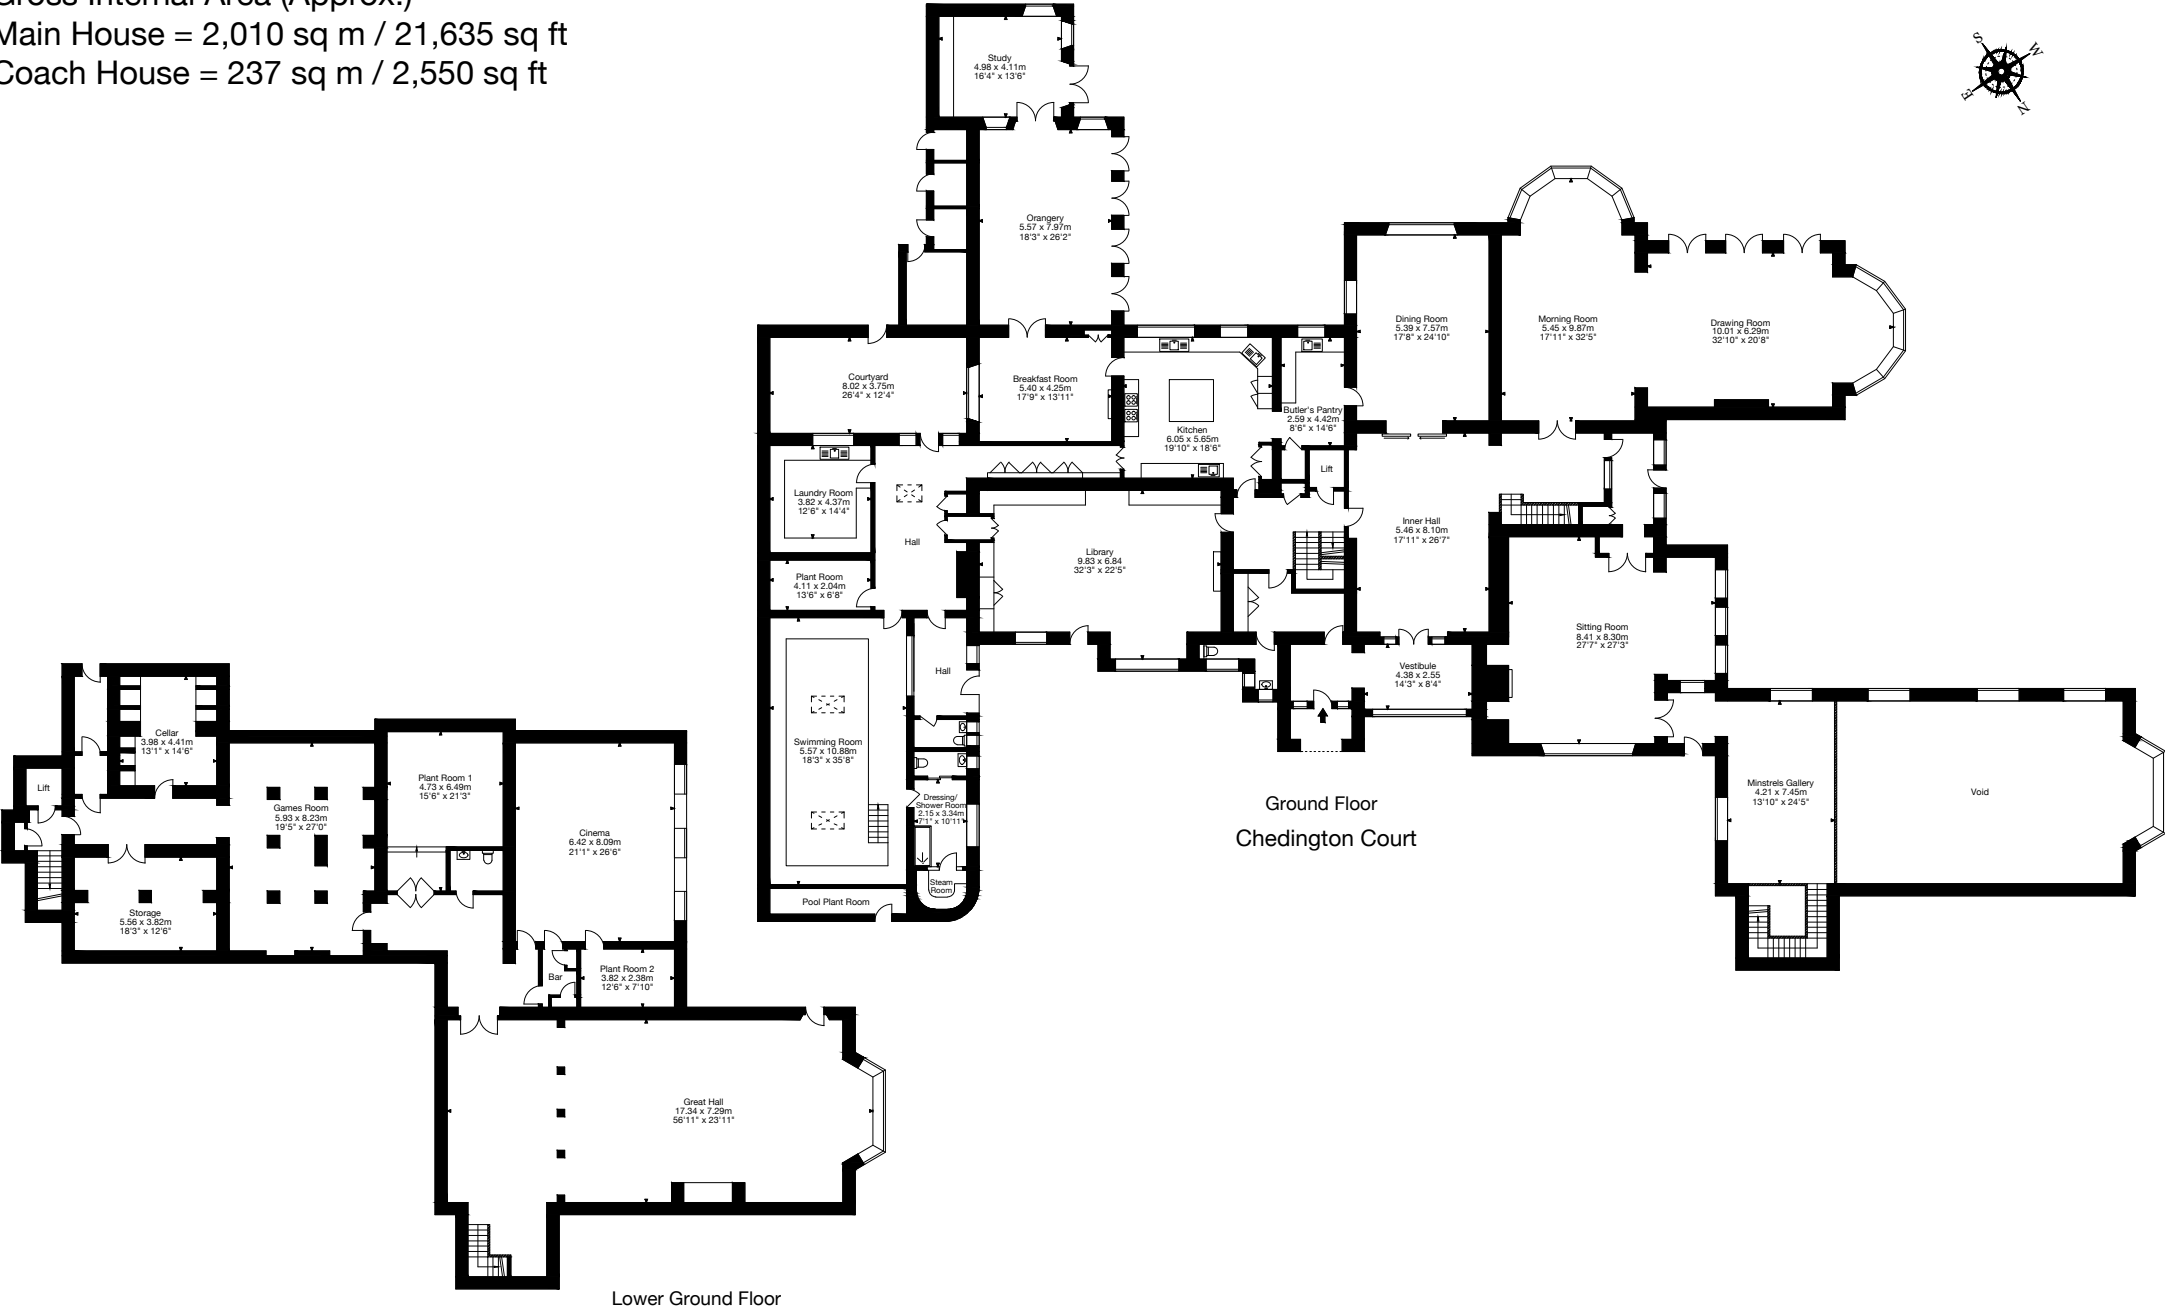 Gross Internal Area (Approx.)
Main House = 2,010 sq m / 21,635 sq ft
Coach House = 237 sq m / 2,550 sq ft
S
W
E
N
Study
4.98 x 4.11m
16'4" x 13'6"
Orangery
5.57 x 7.97m
18'3" x 26'2"
Courtyard
8.02 x 3.75m
26'4" x 12'4"
Breakfast Room
5.40 x 4.25m
17'9" x 13'11"
Kitchen
6.05 x 5.65m
19'10" x 18'6"
Butler's Pantry
2.59 x 4.42m
8'6" x 14'6"
Lift
Dining Room
5.39 x 7.57m
17'8" x 24'10"
Morning Room
5.45 x 9.87m
17'11" x 32'5"
Drawing Room
10.01 x 6.29m
32'10" x 20'8"
Laundry Room
3.82 x 4.37m
12'6" x 14'4"
Hall
Plant Room
4.11 x 2.04m
13'6" x 6'8"
Library
9.83 x 6.84
32'3" x 22'5"
Inner Hall
5.46 x 8.10m
17'11" x 26'7"
Sitting Room
8.41 x 8.30m
27'7" x 27'3"
Vestibule
4.38 x 2.55
14'3" x 8'4"
Hall
Swimming Room
5.57 x 10.88m
18'3" x 35'8"
Dressing/
Shower Room
2.15 x 3.34m
7'1" x 10'11"
Steam
Room
Pool Plant Room
Minstrels Gallery
4.21 x 7.45m
13'10" x 24'5"
Void
Ground Floor
Chedington Court
Cellar
3.98 x 4.41m
13'1" x 14'6"
Lift
Games Room
5.93 x 8.23m
19'5" x 27'0"
Plant Room 1
4.73 x 6.49m
15'6" x 21'3"
Cinema
6.42 x 8.09m
21'1" x 26'6"
Storage
5.56 x 3.82m
18'3" x 12'6"
Bar
Plant Room 2
3.82 x 2.38m
12'6" x 7'10"
Great Hall
17.34 x 7.29m
56'11" x 23'11"
Lower Ground Floor